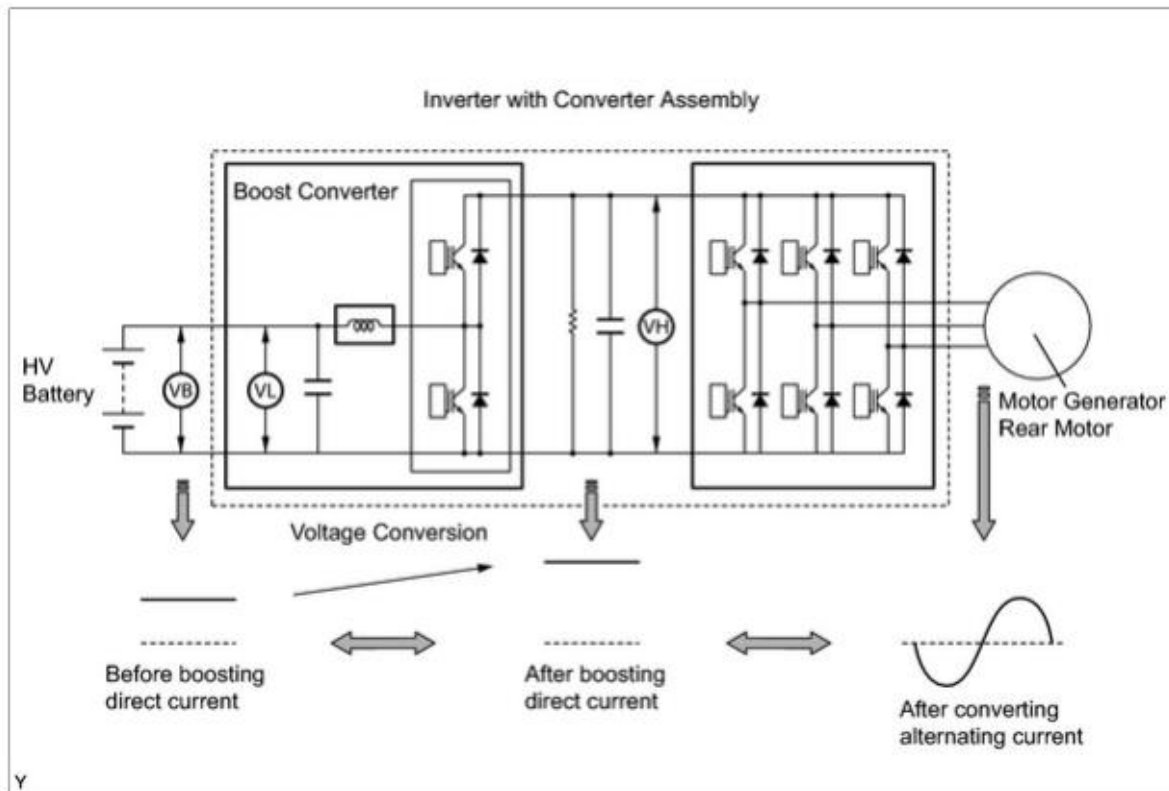 Inverter with Converter Assembly
Boost Converter
HV
Battery
VB
VL
VH
Motor Generator
Rear Motor
Voltage Conversion
Before boosting
direct current
After boosting
direct current
After converting
alternating current
Y